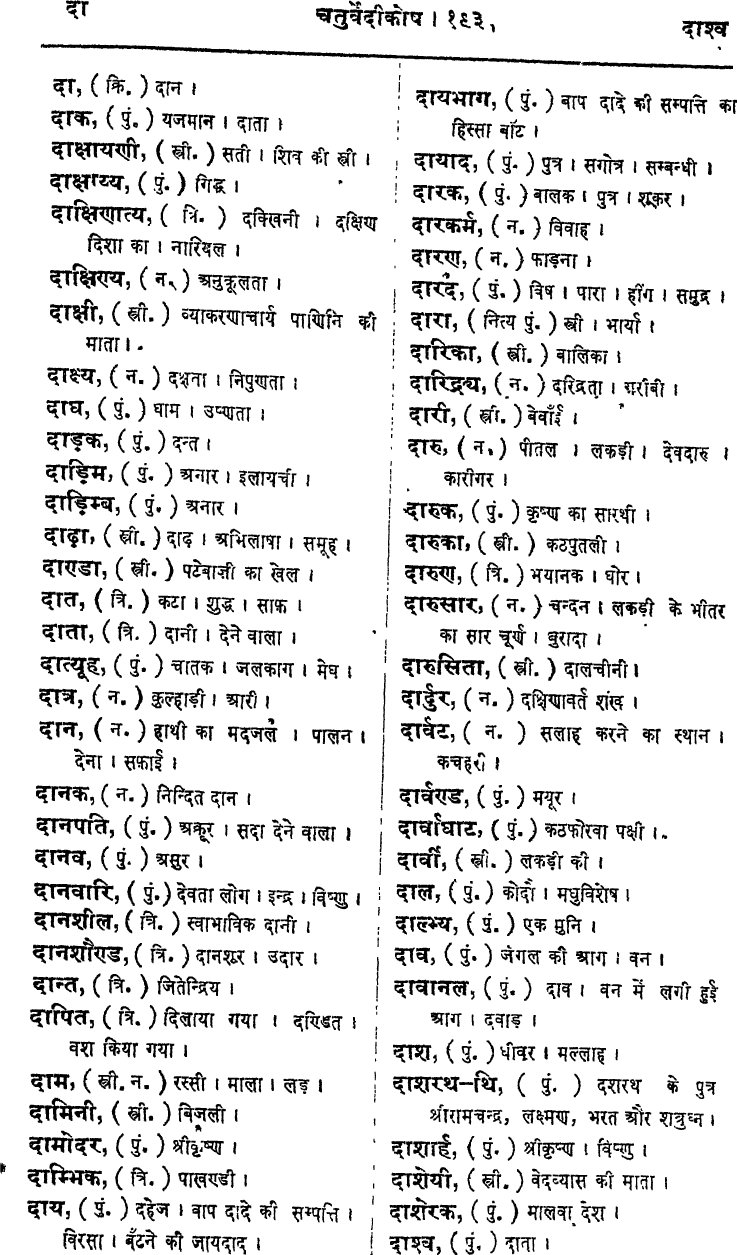 दा
चतुर्वेदीकोष । १९३,
दाश्व
दा, ( क्रि. ) दान ।
दाक, ( पुं. ) यजमान । दाता ।
दाक्षायणी, ( स्त्री. ) सती । शिव की स्त्री ।
दाक्षाय्य, ( पुं. ) गिद्ध ।
दाक्षिणात्य, ( त्रि. ) दक्खिनी । दक्षिण
दिशा का । नारियल ।
दाक्षिण्य, ( न. ) अनुकूलता ।
दाक्षी, ( स्त्री. ) व्याकरणाचार्य पाणिनि की
माता ।
दाक्ष्य, ( न. ) दक्षता । निपुणता ।
दाघ, ( पुं. ) घाम । उष्णता ।
दाड़क, ( पुं. ) दन्त ।
दाड़िम, ( पुं. ) अनार । इलायची ।
दाड़िम्ब, ( पुं. ) अनार ।
दाढ़ा, ( स्त्री. ) दाढ़ । अभिलाषा । समूह ।
दाण्डा, ( स्त्री. ) पटेबाजी का खेल ।
दात, ( त्रि. ) कटा । शुद्ध । साफ़ ।
दाता, ( त्रि. ) दानी । देने वाला ।
दात्यूह, ( पुं. ) चातक । जलकाग । मेघ ।
दात्र, ( न. ) कुल्हाड़ी । आरी ।
दान, ( न. ) हाथी का मदजल । पालन ।
देना । सफ़ाई ।
दानक, ( न. ) निन्दित दान ।
दानपति, ( पुं. ) अक्रूर । सदा देने वाला ।
दानव, ( पुं. ) असुर ।
दानवारि, ( पुं.) देवता लोग । इन्द्र । विष्णु ।
दानशील, ( त्रि. ) स्वाभाविक दानी ।
दानशौण्ड, ( त्रि. ) दानशूर । उदार ।
दान्त, ( त्रि. ) जितेन्द्रिय ।
दापित, ( त्रि. ) दिलाया गया । दण्डित ।
वश किया गया ।
दाम, ( स्त्री. न. ) रस्सी । माला । लड़ ।
दामिनी, ( स्त्री. ) बिजली ।
दामोदर, ( पुं. ) श्रीकृष्ण ।
दाम्भिक, ( त्रि. ) पाखण्डी ।
दाय, ( पुं. ) दहेज । बाप दादे की सम्पत्ति ।
विरसा । बँटने की जायदाद ।
दायभाग, ( पुं. ) बाप दादे की सम्पत्ति का
हिस्सा बाँट ।
दायाद, ( पुं. ) पुत्र । सगोत्र । सम्बन्धी ।
दारक, ( पुं. ) बालक । पुत्र । शूकर ।
दारकर्म, ( न. ) विवाह ।
दारण, ( न. ) फाड़ना ।
दारद, ( पुं. ) विष । पारा । हींग । समुद्र ।
दारा, ( नित्य पुं. ) स्त्री । भार्या ।
दारिका, ( स्त्री. ) बालिका ।
दारिद्र्य, ( न. ) दरिद्रता । गरीबी ।
दारी, ( स्त्री. ) बेवाँई ।
दारु, ( न. ) पीतल । लकड़ी । देवदारु ।
कारीगर ।
दारुक, ( पुं. ) कृष्ण का सारथी ।
दारुका, ( स्त्री. ) कठपुतली ।
दारुण, ( त्रि. ) भयानक । घोर ।
दारुसार, ( न. ) चन्दन । लकड़ी के भीतर
का सार चूर्ण । बुरादा ।
दारुसिता, ( स्त्री. ) दालचीनी ।
दार्दुर, ( न. ) दक्षिणावर्त शंख ।
दार्वट, ( न. ) सलाह करने का स्थान ।
कचहरी ।
दार्वण्ड, ( पुं. ) मयूर ।
दार्वाघाट, ( पुं. ) कठफोरवा पक्षी ।
दार्वी, ( स्त्री. ) लकड़ी की ।
दाल, ( पुं. ) कोदों । मधुविशेष ।
दाल्भ्य, ( पुं. ) एक मुनि ।
दाव, ( पुं. ) जंगल की आग । वन ।
दावानल, ( पुं. ) दाव । वन में लगी हुई
आग । दवाड़ ।
दाश, ( पुं. ) धीवर । मल्लाह ।
दाशरथ-थि, ( पुं. ) दशरथ के पुत्र
श्रीरामचन्द्र, लक्ष्मण, भरत और शत्रुघ्न ।
दाशार्ह, ( पुं. ) श्रीकृष्ण । विष्णु ।
दाशेयी, ( स्त्री. ) वेदव्यास की माता ।
दाशेरक, ( पुं. ) मालवा देश ।
दाश्व, ( पुं. ) दाता ।